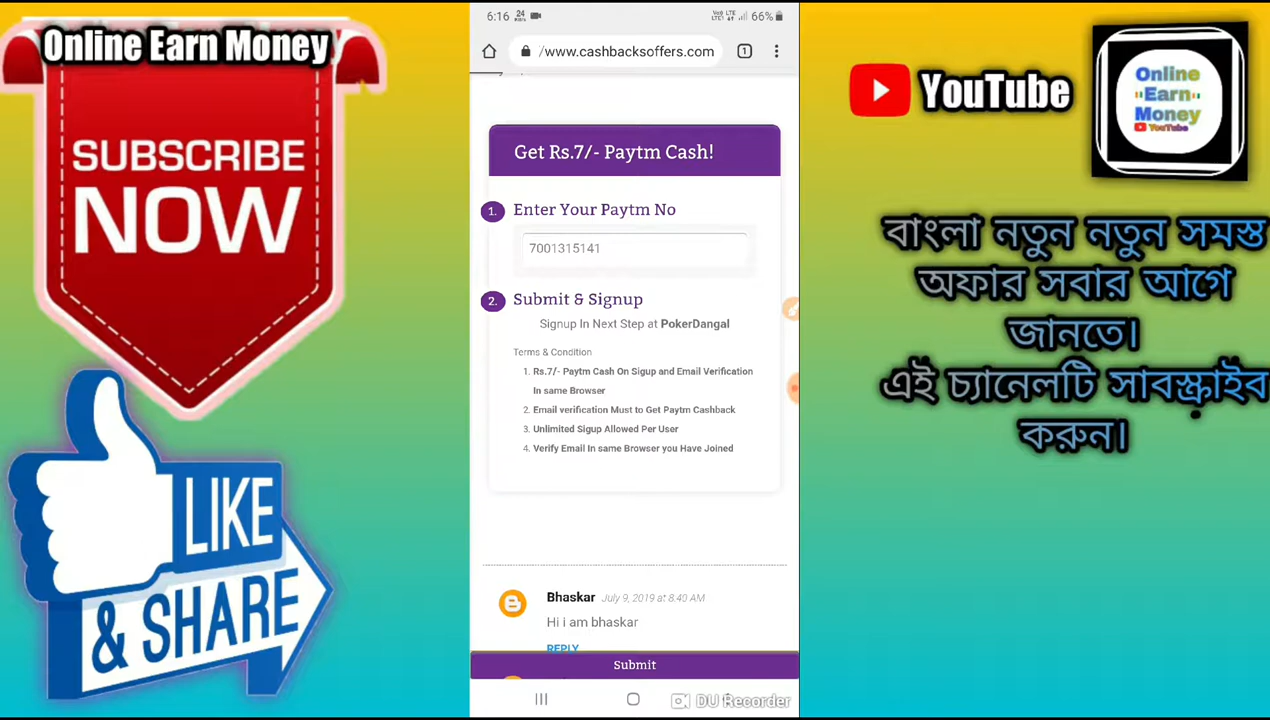 Online Earn Money
SUBSCRIBE
NOW
LIKE
& SHARE
6:16
66%
/www.cashbacksoffers.com
1
Get Rs.7/- Paytm Cash!
1. Enter Your Paytm No
7001315141
2. Submit & Signup
Signup In Next Step at PokerDangal
Terms & Condition
1. Rs.7/- Paytm Cash On Sigup and Email Verification
In same Browser
2. Email verification Must to Get Paytm Cashback
3. Unlimited Sigup Allowed Per User
4. Verify Email In same Browser you Have Joined
Bhaskar July 9, 2019 at 8:40 AM
Hi i am bhaskar
REPLY
Submit
DU Recorder
YouTube
Online
Earn
Money
YouTube
বাংলা নতুন নতুন সমস্ত
অফার সবার আগে
জানতে।
এই চ্যানেলটি সাবস্ক্রাইব
করুন।